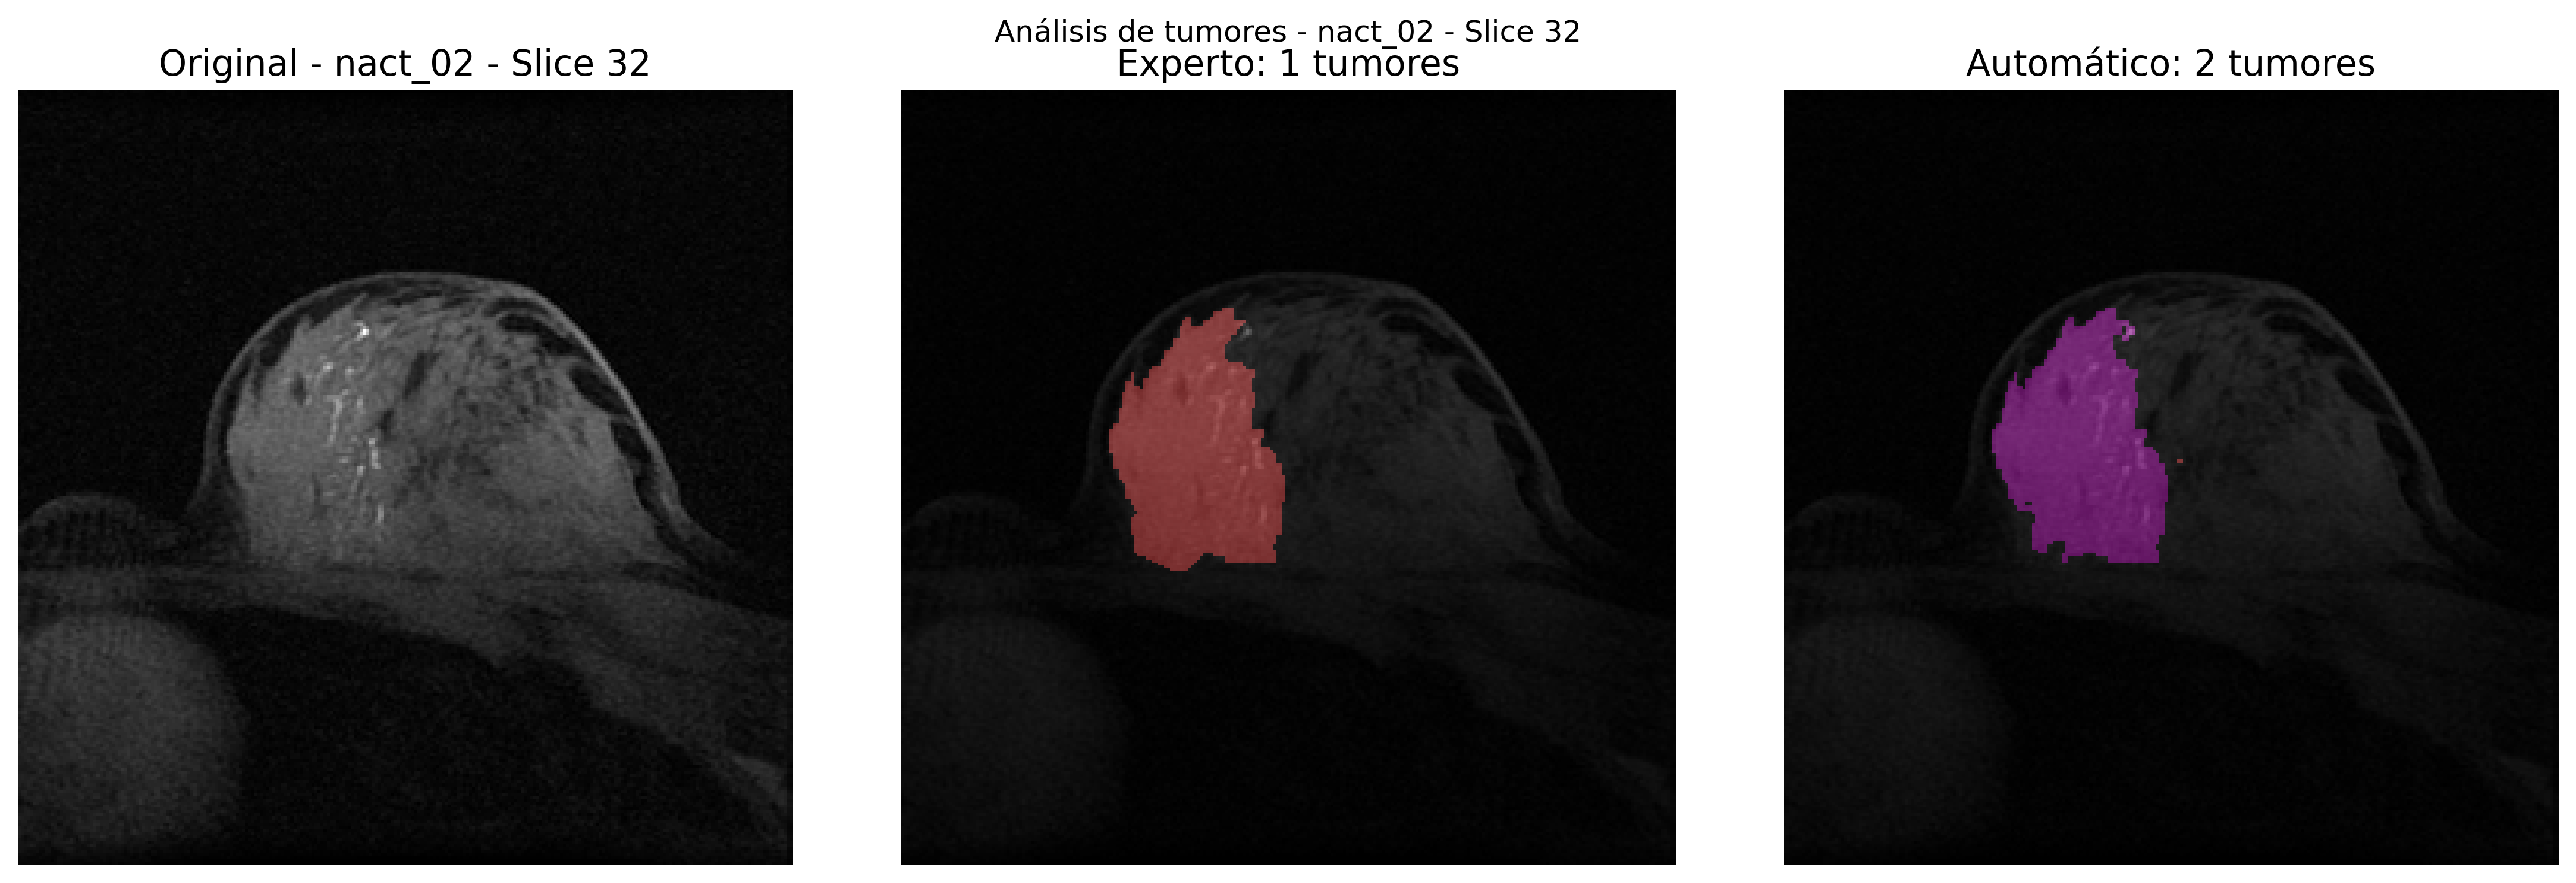 Análisis de tumores - nact_02 - Slice 32
Original - nact_02 - Slice 32
Experto: 1 tumores
Automático: 2 tumores